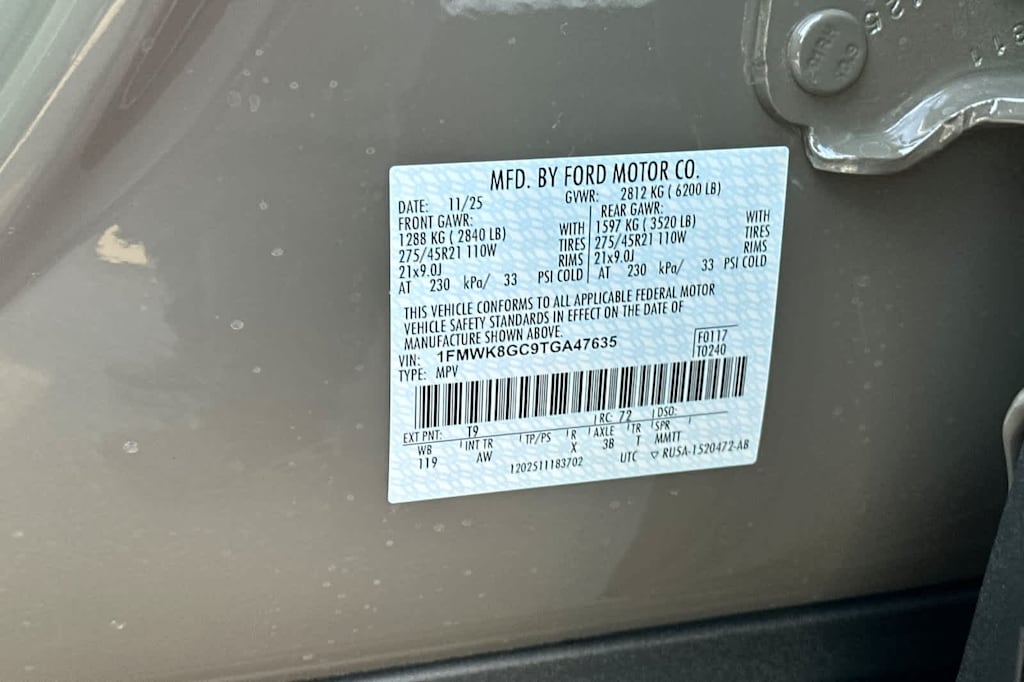 MFD. BY FORD MOTOR CO.
DATE: 11/25 GVWR: 2812 KG ( 6200 LB)
FRONT GAWR: REAR GAWR:
1288 KG ( 2840 LB) WITH 1597 KG ( 3520 LB) WITH
275/45R21 110W TIRES 275/45R21 110W TIRES
21x9.0J RIMS 21x9.0J RIMS
AT 230 kPa/ 33 PSI COLD AT 230 kPa/ 33 PSI COLD
THIS VEHICLE CONFORMS TO ALL APPLICABLE FEDERAL MOTOR
VEHICLE SAFETY STANDARDS IN EFFECT ON THE DATE OF
MANUFACTURE SHOWN ABOVE.
VIN: 1FMWK8GC9TGA47635 F0117
TYPE: MPV T0240
EXT PNT: T9 RC: 72 DSO:
WB INT TR TP/PS R AXLE TR SPR
119 AW X 3B T MMTT
1202511183702 UTC ▽ RUSA-1520472-AB